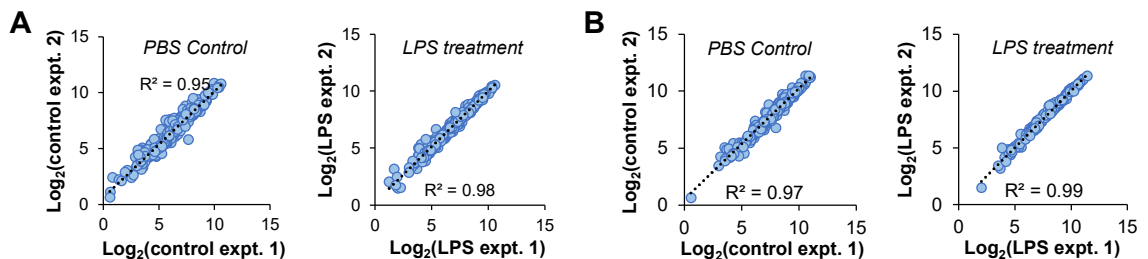 A
PBS Control
R² = 0.95
Log₂(control expt. 2)
15
10
5
0
0 5 10 15
Log₂(control expt. 1)
LPS treatment
R² = 0.98
Log₂(LPS expt. 2)
15
10
5
0
0 5 10 15
Log₂(LPS expt. 1)
B
PBS Control
R² = 0.97
Log₂(control expt. 2)
15
10
5
0
0 5 10 15
Log₂(control expt. 1)
LPS treatment
R² = 0.99
Log₂(LPS expt. 2)
15
10
5
0
0 5 10 15
Log₂(LPS expt. 1)